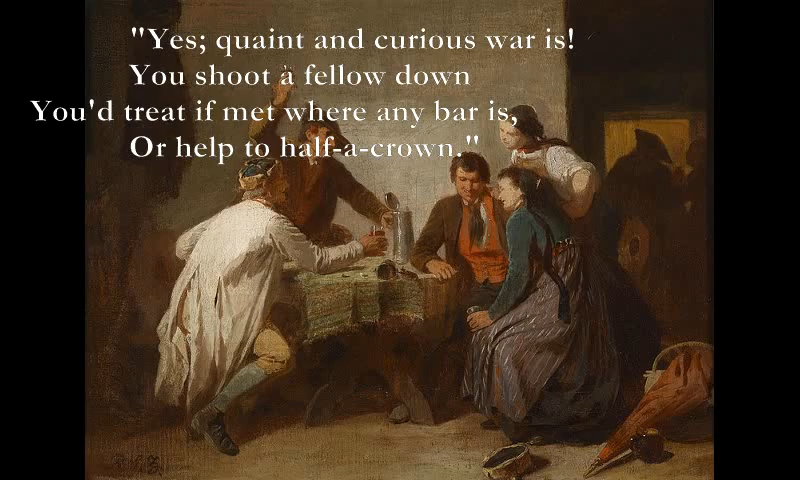 "Yes; quaint and curious war is!
You shoot a fellow down
You'd treat if met where any bar is,
Or help to half-a-crown."